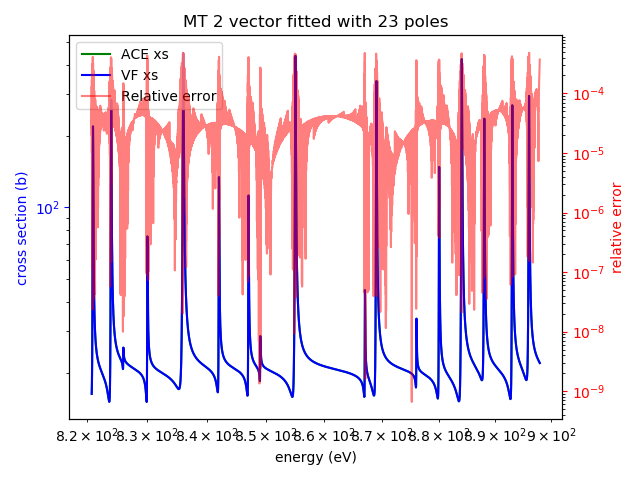 MT 2 vector fitted with 23 poles
ACE xs
VF xs
Relative error
cross section (b)
10²
10⁻⁴
10⁻⁵
10⁻⁶
10⁻⁷
10⁻⁸
10⁻⁹
relative error
8.2 × 10² 8.3 × 10² 8.4 × 10² 8.5 × 10² 8.6 × 10² 8.7 × 10² 8.8 × 10² 8.9 × 10² 9 × 10²
energy (eV)